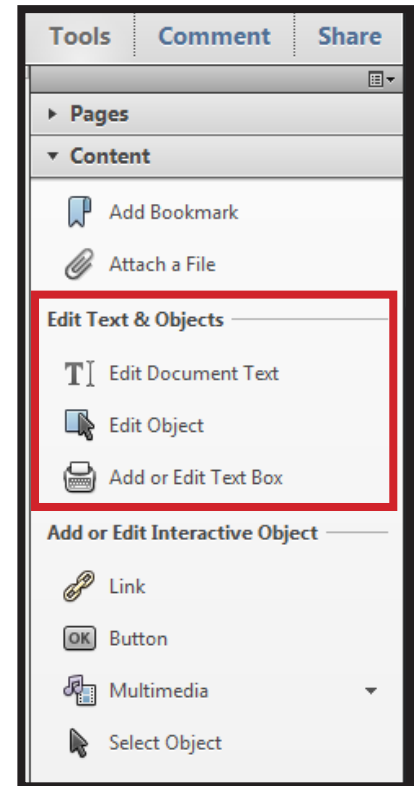 Tools Comment Share
Pages
Content
Add Bookmark
Attach a File
Edit Text & Objects
Edit Document Text
Edit Object
Add or Edit Text Box
Add or Edit Interactive Object
Link
OK Button
Multimedia
Select Object